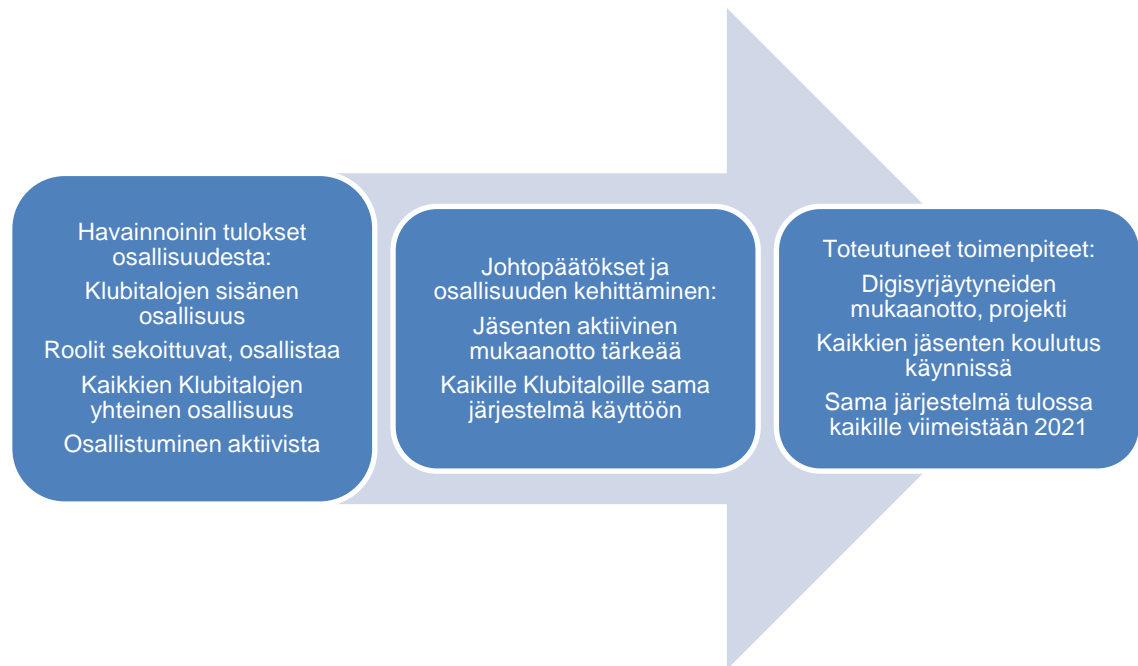 Havainnoinin tulokset
osallisuudesta:
Klubitalojen sisänen
osallisuus
Roolit sekoittuvat, osallistaa
Kaikkien Klubitalojen
yhteinen osallisuus
Osallistuminen aktiivista
Johtopäätökset ja
osallisuuden kehittäminen:
Jäsenten aktiivinen
mukaanotto tärkeää
Kaikille Klubitaloille sama
järjestelmä käyttöön
Toteutuneet toimenpiteet:
Digisyrjäytyneiden
mukaanotto, projekti
Kaikkien jäsenten koulutus
käynnissä
Sama järjestelmä tulossa
kaikille viimeistään 2021